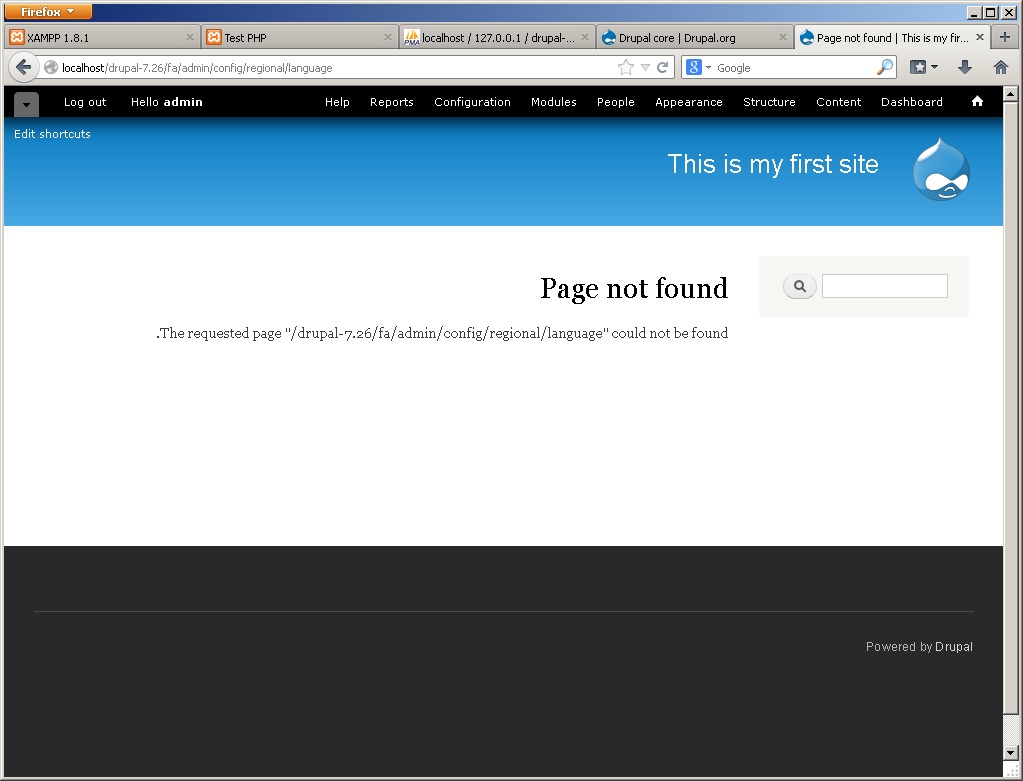 Firefox
XAMPP 1.8.1
Test PHP
PMA localhost / 127.0.0.1 / drupal-...
Drupal core | Drupal.org
Page not found | This is my fir...
localhost/drupal-7.26/fa/admin/config/regional/language
8 Google
Log out Hello admin Help Reports Configuration Modules People Appearance Structure Content Dashboard
Edit shortcuts
This is my first site
Page not found
.The requested page "/drupal-7.26/fa/admin/config/regional/language" could not be found
Powered by Drupal